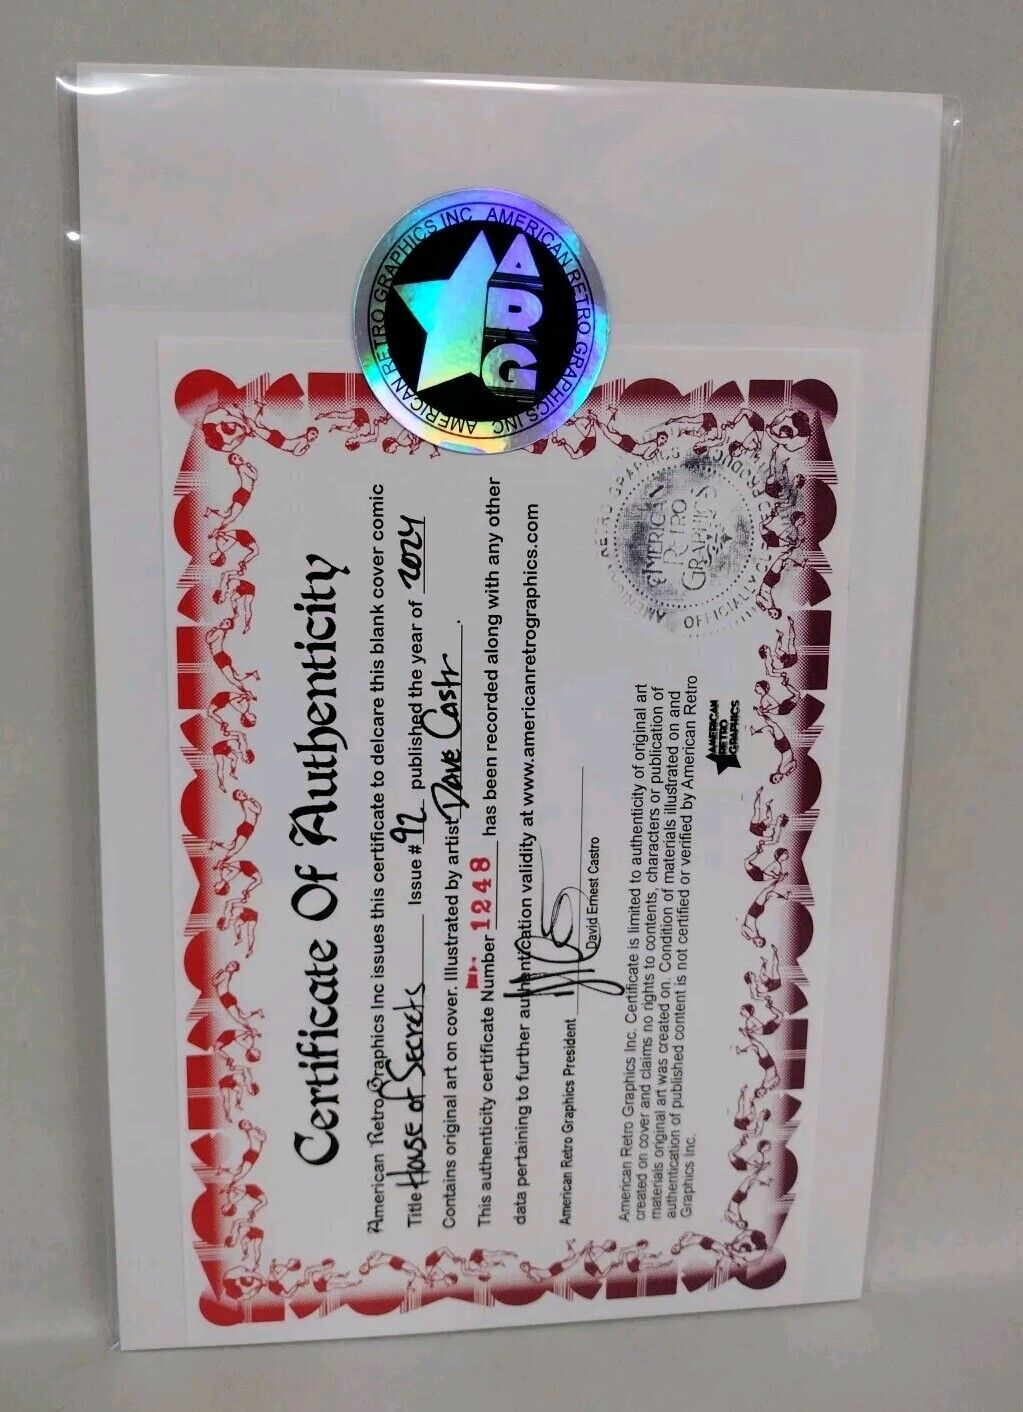 AMERICAN RETRO GRAPHICS INC AMERICAN RETRO GRAPHICS INC
ARG
Certificate Of Authenticity
American Retro Graphics Inc issues this certificate to delcare this blank cover comic
Title House of Secrets Issue # 92 published the year of 2024
Contains original art on cover. Illustrated by artist Dave Castr.
This authenticity certificate Number 1248 has been recorded along with any other
data pertaining to further authentication validity at www.americanretrographics.com
American Retro Graphics President
David Ernest Castro
American Retro Graphics Inc. Certificate is limited to authenticity of original art
created on cover and claims no rights to contents, characters or publication of
materials original art was created on. Condition of materials illustrated on and
authentication of published content is not certified or verified by American Retro
Graphics Inc.
AMERICAN
RETRO
GRAPHICS
AMERICAN
RETRO
GRAPHICS